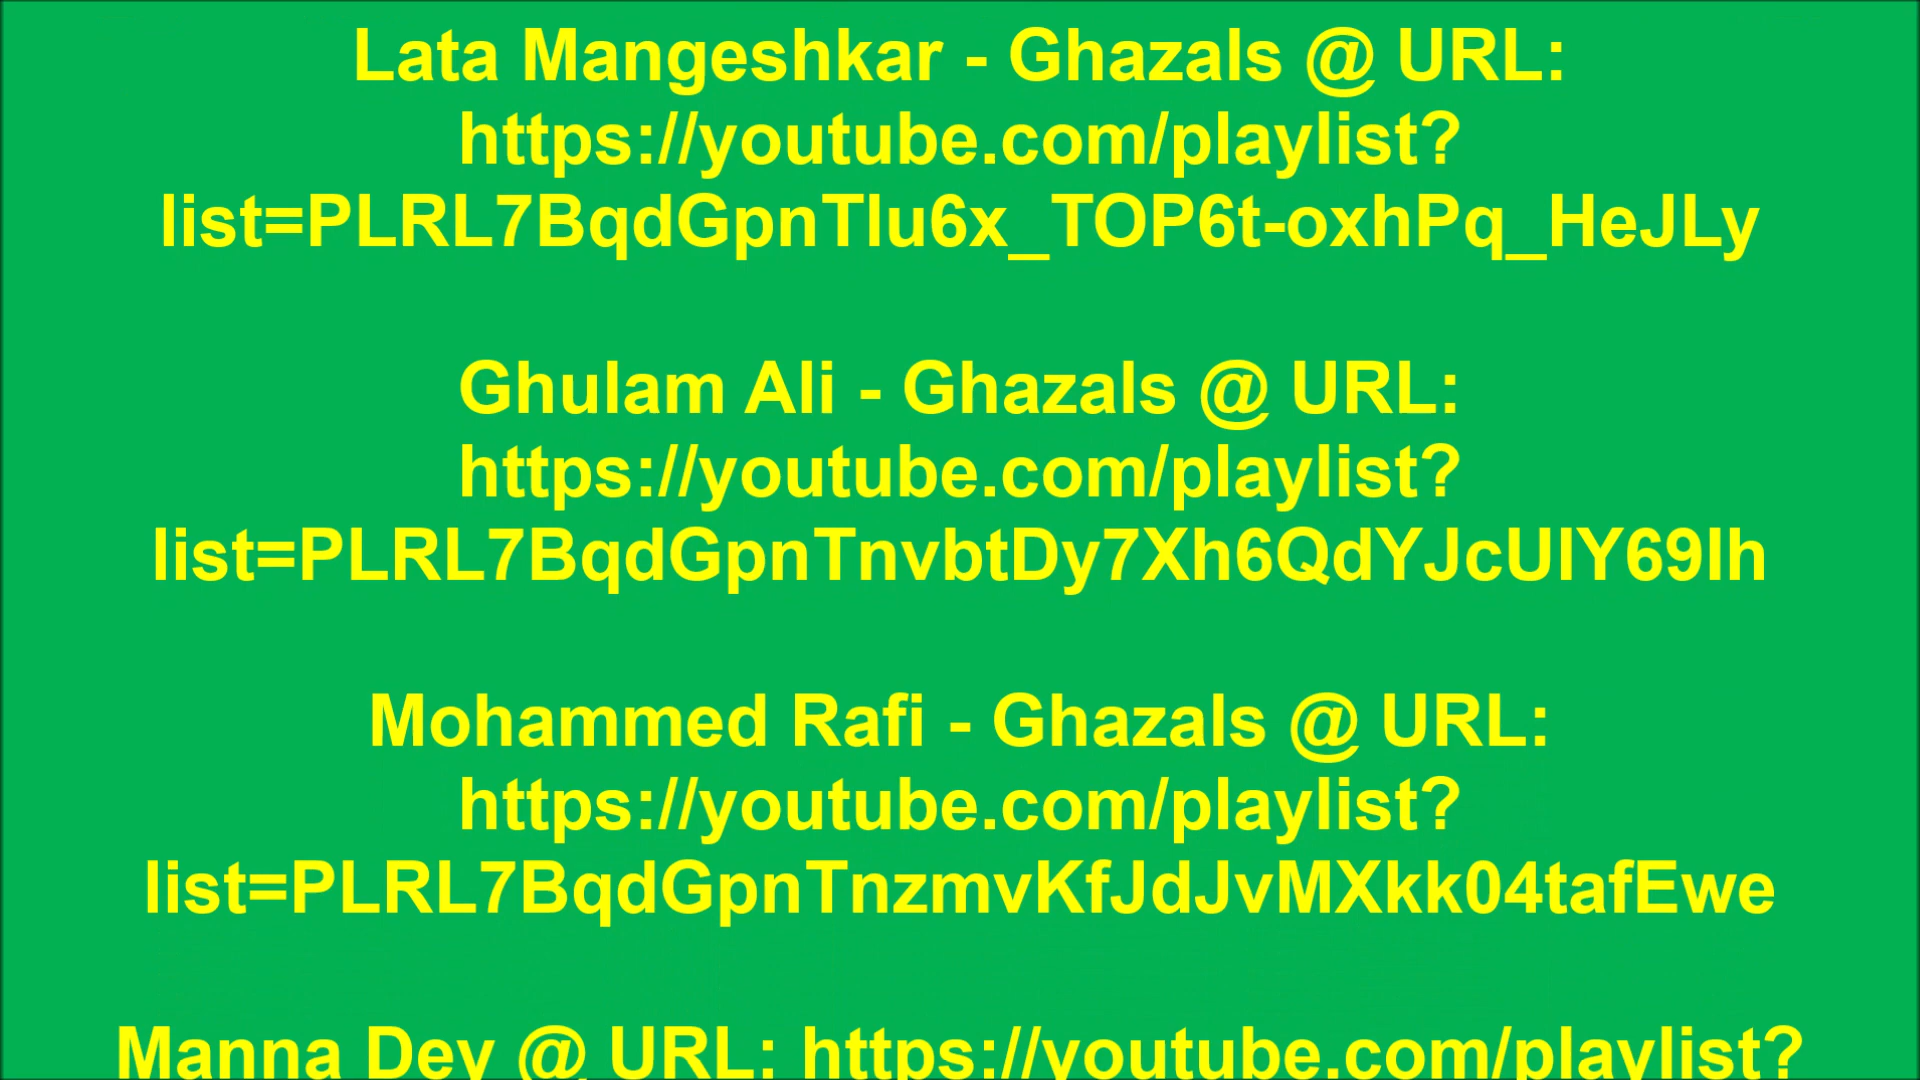 Lata Mangeshkar - Ghazals @ URL:
https://youtube.com/playlist?
list=PLRL7BqdGpnTlu6x_TOP6t-oxhPq_HeJLy
Ghulam Ali - Ghazals @ URL:
https://youtube.com/playlist?
list=PLRL7BqdGpnTnvbtDy7Xh6QdYJcUIY69lh
Mohammed Rafi - Ghazals @ URL:
https://youtube.com/playlist?
list=PLRL7BqdGpnTnzmvKfJdJvMXkk04tafEwe
Manna Dey @ URL: https://youtube.com/playlist?